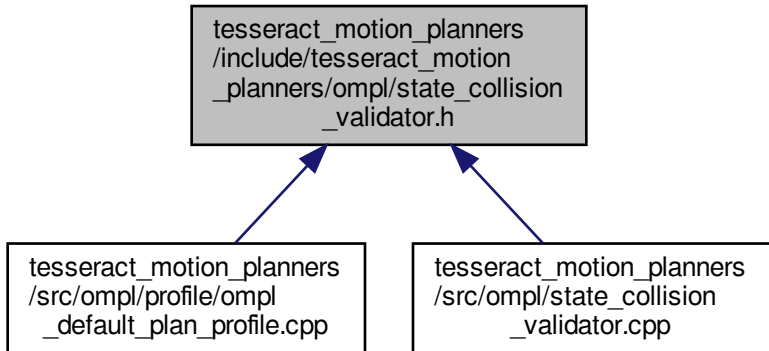 tesseract_motion_planners
/include/tesseract_motion
_planners/ompl/state_collision
_validator.h
tesseract_motion_planners
/src/ompl/profile/ompl
_default_plan_profile.cpp
tesseract_motion_planners
/src/ompl/state_collision
_validator.cpp